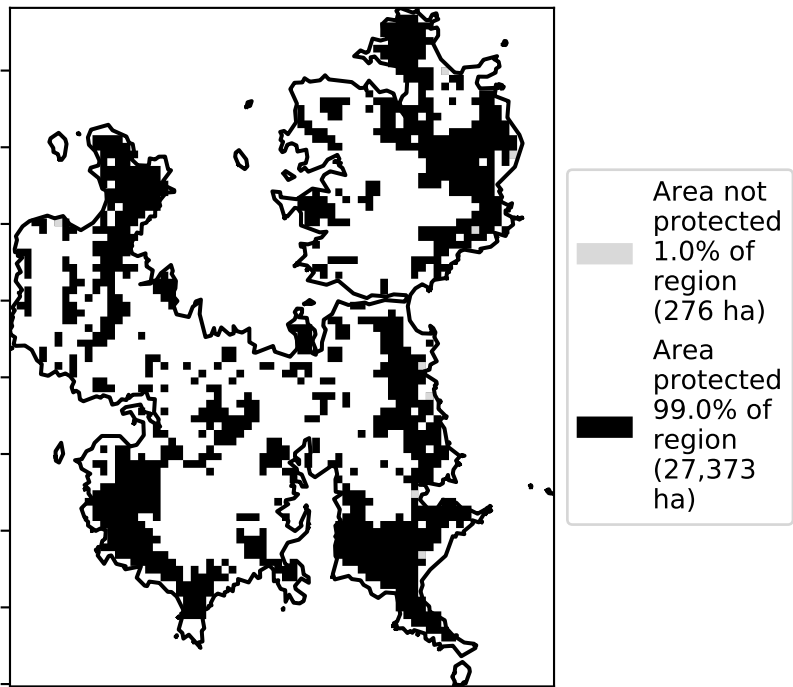 Area not
protected
1.0% of
region
(276 ha)
Area
protected
99.0% of
region
(27,373
ha)